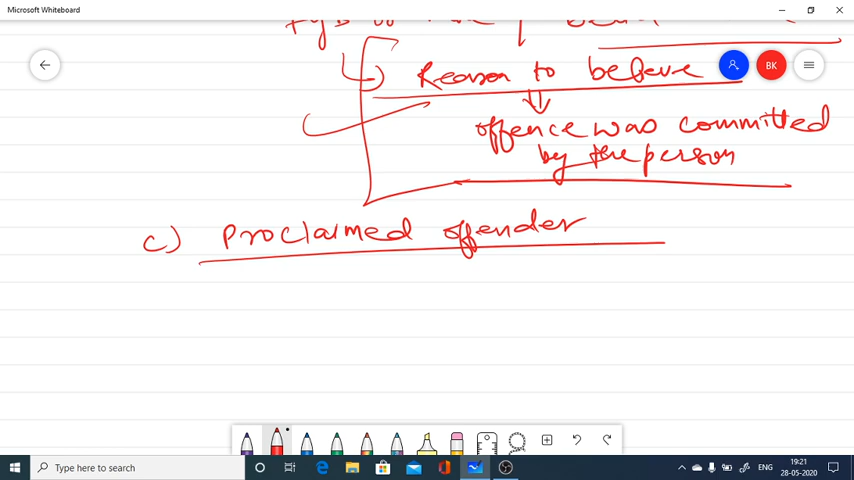 Microsoft Whiteboard
Reason to believe
BK
offence was committed
by the person
c) Proclaimed offender
Type here to search
ENG
19:21
28-05-2020